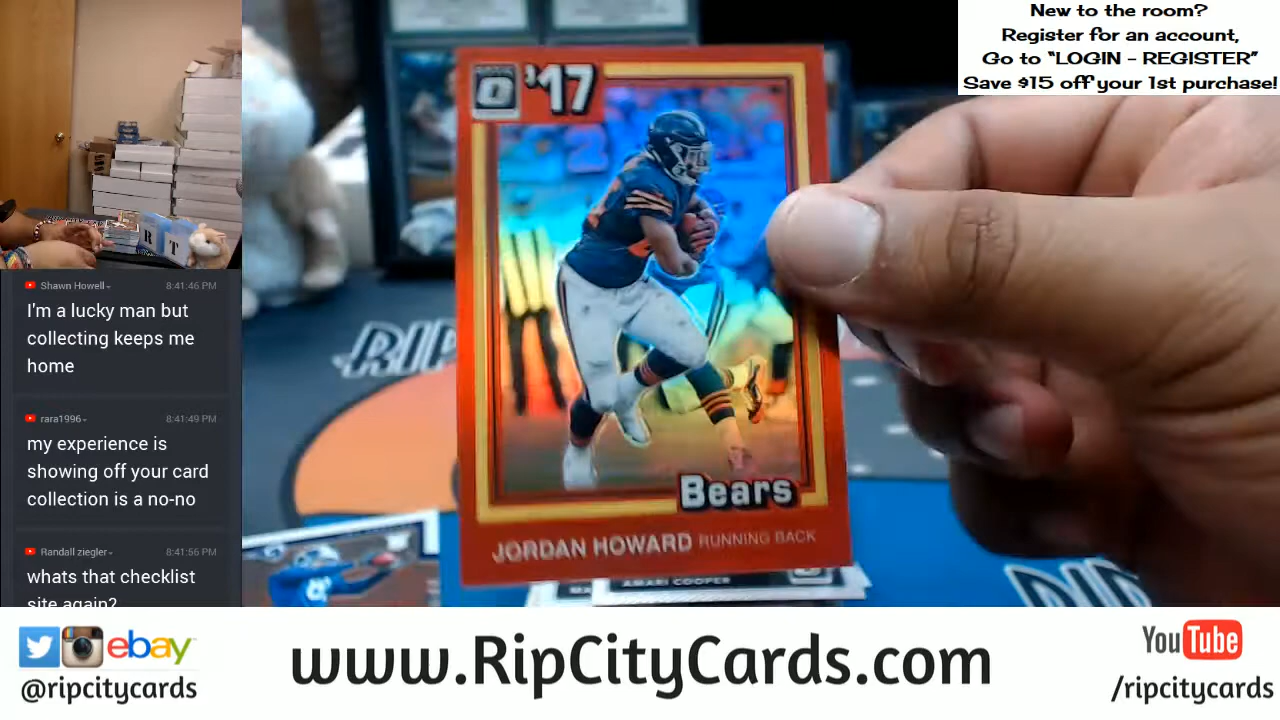 New to the room?
Register for an account,
Go to "LOGIN - REGISTER"
Save $15 off your 1st purchase!
'17
Bears
JORDAN HOWARD RUNNING BACK
AMARI COOPER
RIP
R T
Shawn Howell 8:41:46 PM
I'm a lucky man but
collecting keeps me
home
rara1996 8:41:49 PM
my experience is
showing off your card
collection is a no-no
Randall ziegler 8:41:56 PM
whats that checklist
site again?
ebay
@ripcitycards
www.RipCityCards.com
YouTube
/ripcitycards